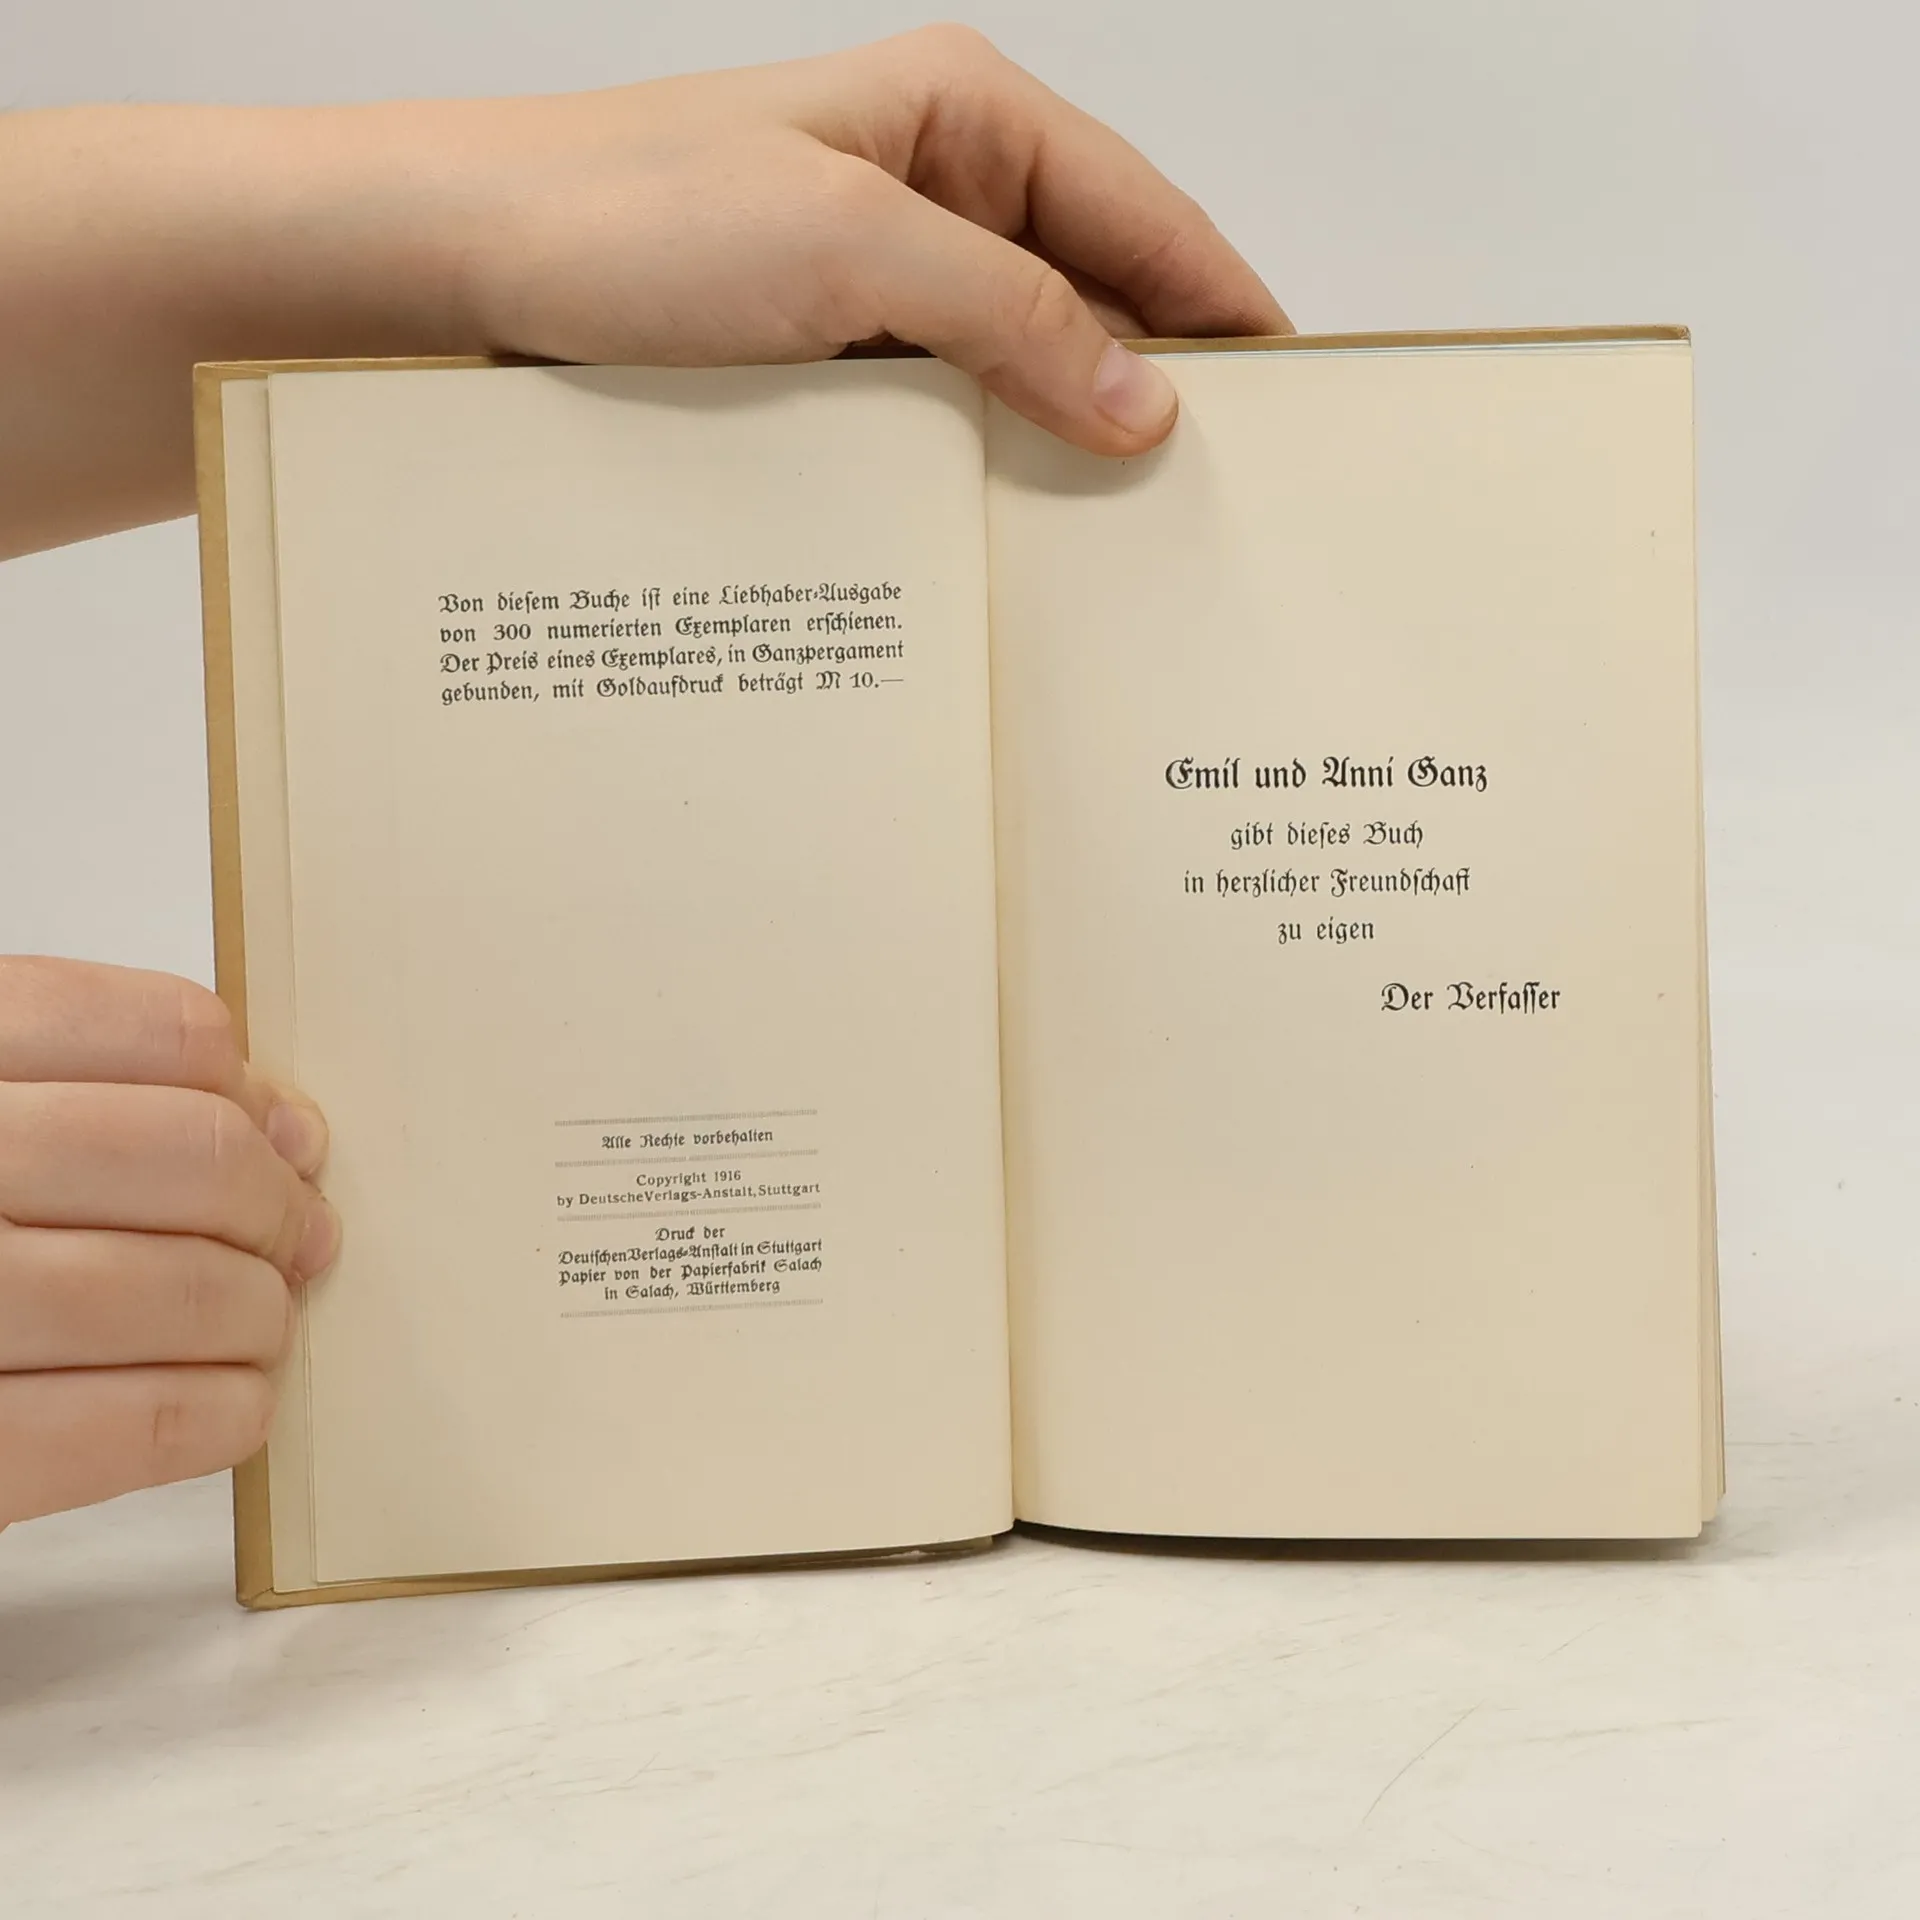 Von dieſem Buche iſt eine Liebhaber-Ausgabe
von 300 numerierten Exemplaren erſchienen.
Der Preis eines Exemplares, in Ganzpergament
gebunden, mit Goldaufdruck beträgt M 10.—
Alle Rechte vorbehalten
Copyright 1916
by Deutsche Verlags-Anstalt, Stuttgart
Druck der
Deutſchen Verlags-Anſtalt in Stuttgart
Papier von der Papierfabrik Salach
in Salach, Württemberg
Emil und Anni Ganz
gibt dieſes Buch
in herzlicher Freundſchaft
zu eigen
Der Verfaſſer